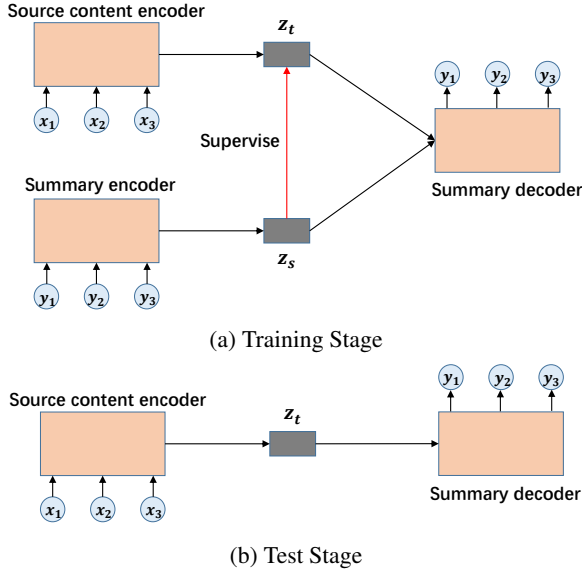 Source content encoder
z_t
x_1 x_2 x_3
y_1 y_2 y_3
Supervise
Summary encoder
Summary decoder
z_s
y_1 y_2 y_3
(a) Training Stage
Source content encoder
z_t
y_1 y_2 y_3
x_1 x_2 x_3
Summary decoder
(b) Test Stage